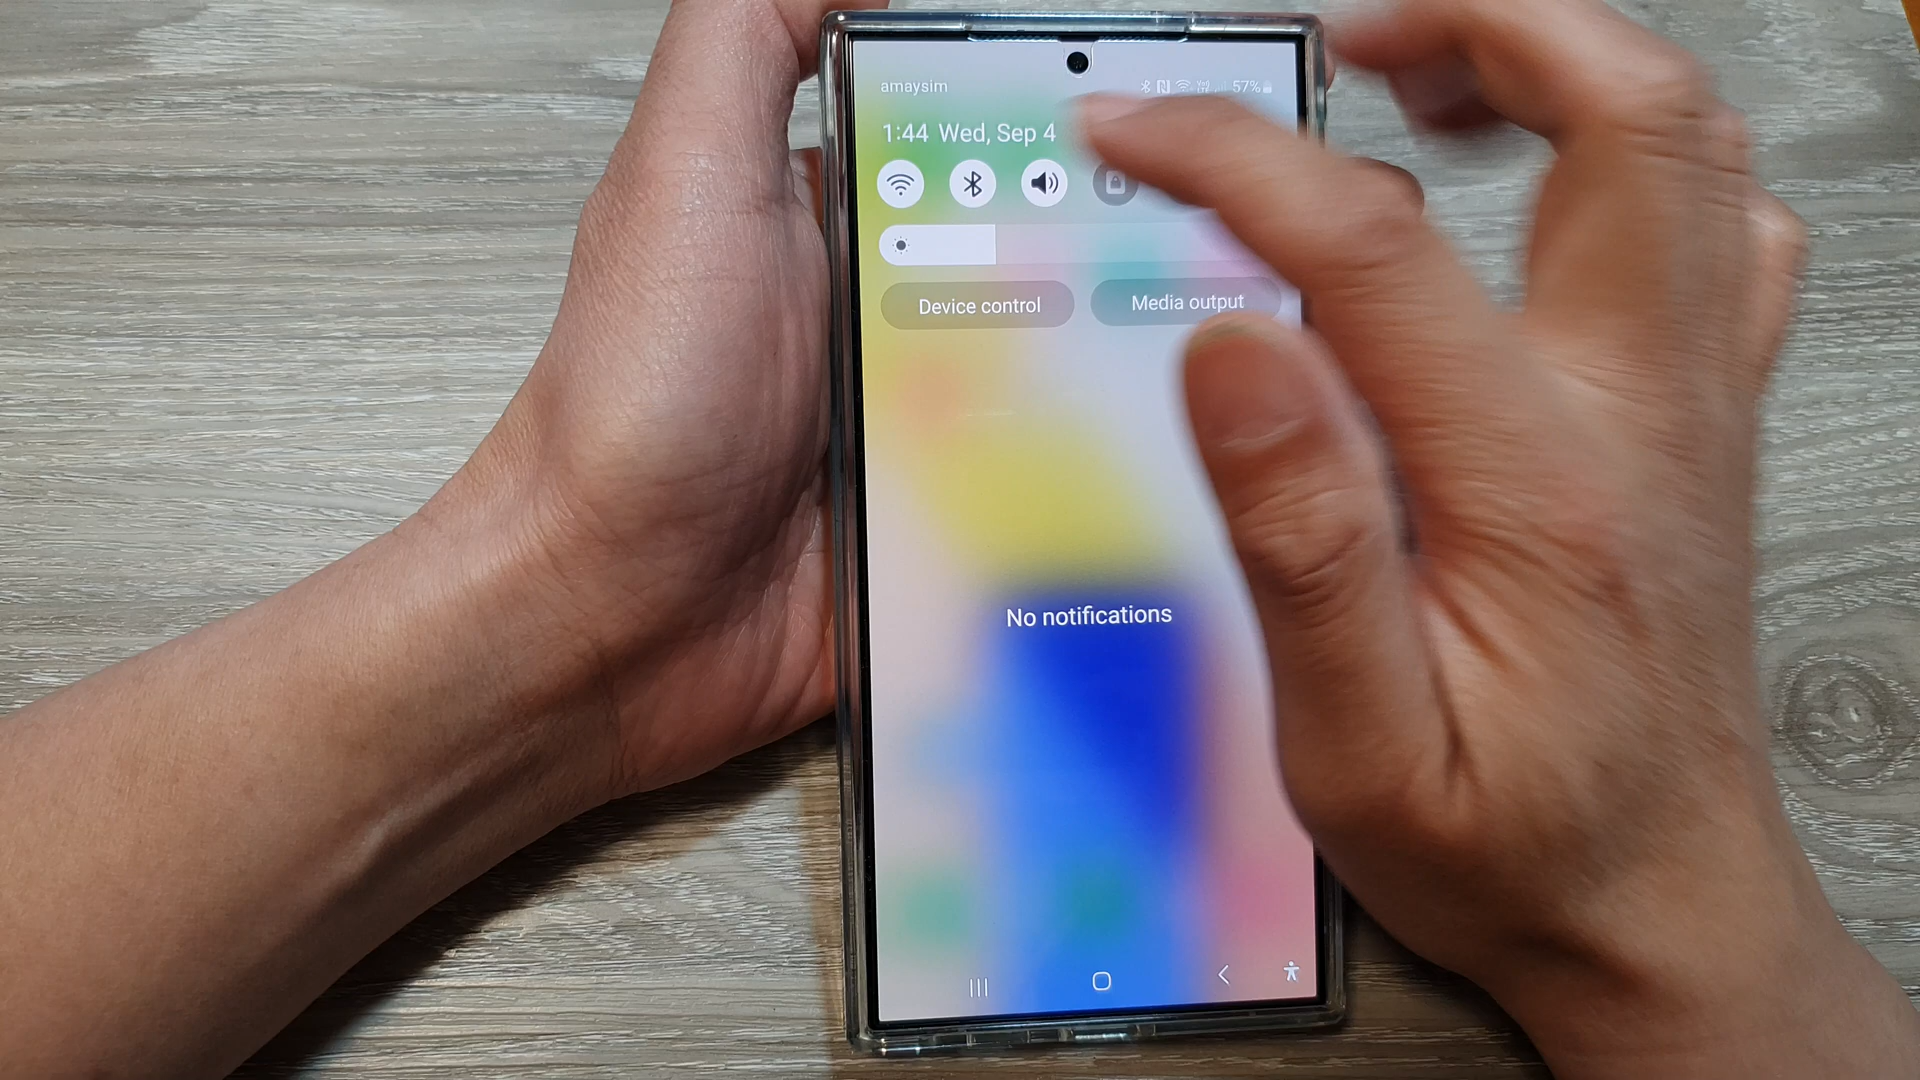 amaysim 57%
1:44 Wed, Sep 4
Device control Media output
No notifications